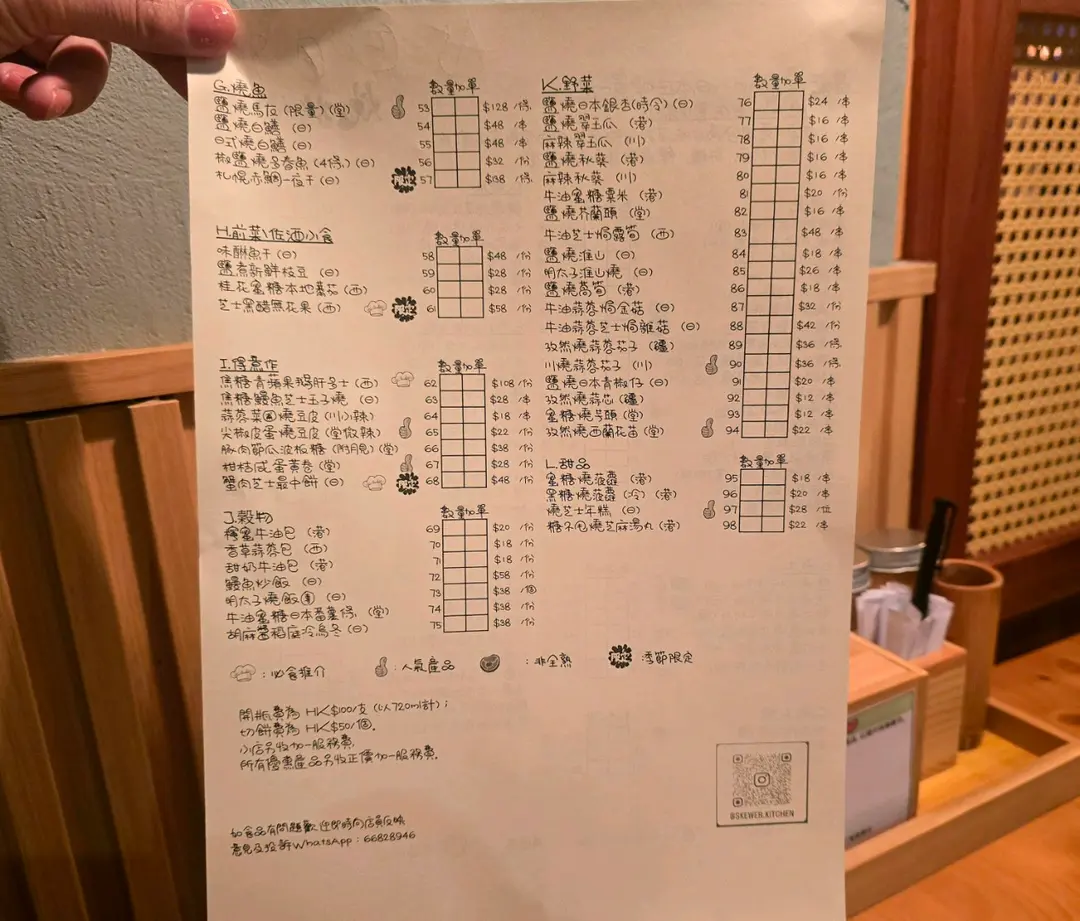 G.燒魚
數量加單
鹽燒馬友(限量)(堂) 53 $128 /條
鹽燒白鱔 (日) 54 $48 /串
日式燒白鱔 (日) 55 $48 /串
椒鹽燒多春魚(4條)(日) 56 $32 /份
札幌赤鯛一夜干(日) 限定 57 $138 /條
H.前菜\佐酒小食
數量加單
味醂魚干(日) 58 $48 /份
鹽煮新鮮枝豆 (日) 59 $28 /份
桂花蜜糖本地番茄(西) 60 $28 /份
芝士黑醋無花果(西) 限定 61 $58 /份
I.得意作
數量加單
焦糖青蘋果鵝肝多士(西) 62 $108 /份
焦糖鰻魚芝士玉子燒 (日) 63 $28 /串
蒜蓉菜圃燒豆皮(川小辣) 64 $18 /串
尖椒皮蛋燒豆皮(堂微辣) 65 $22 /份
豚肉節瓜波板糖 (附月見)(堂) 66 $38 /份
柑桔咸蛋黃卷(堂) 67 $28 /份
蟹肉芝士最中餅(日) 限定 68 $48 /份
J.穀物
數量加單
楓蜜牛油包 (港) 69 $20 /份
香草蒜蓉包 (西) 70 $18 /份
甜奶牛油包 (港) 71 $18 /份
鰻魚炒飯 (日) 72 $58 /份
明太子燒飯團 (日) 73 $38 /個
牛油蜜糖日本番薯條 (堂) 74 $38 /份
胡麻醬稻庭冷烏冬(日) 75 $38 /份
K.野菜
數量加單
鹽燒日本銀杏(時令)(日) 76 $24 /串
鹽燒翠玉瓜 (港) 77 $16 /串
麻辣翠玉瓜 (川) 78 $16 /串
鹽燒秋葵 (港) 79 $16 /串
麻辣秋葵 (川) 80 $16 /串
牛油蜜糖粟米 (港) 81 $20 /份
鹽燒芥蘭頭 (堂) 82 $16 /串
牛油芝士焗露筍 (西) 83 $48 /串
鹽燒淮山 (日) 84 $18 /串
明太子淮山燒 (日) 85 $26 /串
鹽燒萵筍 (港) 86 $18 /串
牛油蒜蓉焗金菇 (日) 87 $32 /份
牛油蒜蓉芝士焗雜菇 (日) 88 $42 /份
孜然燒蒜蓉茄子 (疆) 89 $36 /條
川燒蒜蓉茄子 (川) 90 $36 /條
鹽燒日本青椒仔(日) 91 $20 /串
孜然燒蒜芯(疆) 92 $12 /串
蜜糖燒芋頭(堂) 93 $12 /串
孜然燒西蘭花苗(堂) 94 $22 /串
L.甜品
數量加單
蜜糖燒菠蘿 (港) 95 $18 /串
黑糖燒菠蘿(冷)(港) 96 $20 /串
燒芝士年糕 (日) 97 $28 /位
糖不甩燒芝麻湯丸(港) 98 $22 /串
:必食推介 :人氣產品 :非全熟 限定 :季節限定
開瓶費為 HK$100/支(以720ml計);
切餅費為 HK$50/個。
小店另收加一服務費,
所有優惠產品另收正價加一服務費。
@SKEWER.KITCHEN
如食品有問題歡迎即時向店員反映
意見及投訴WhatsApp:66828946